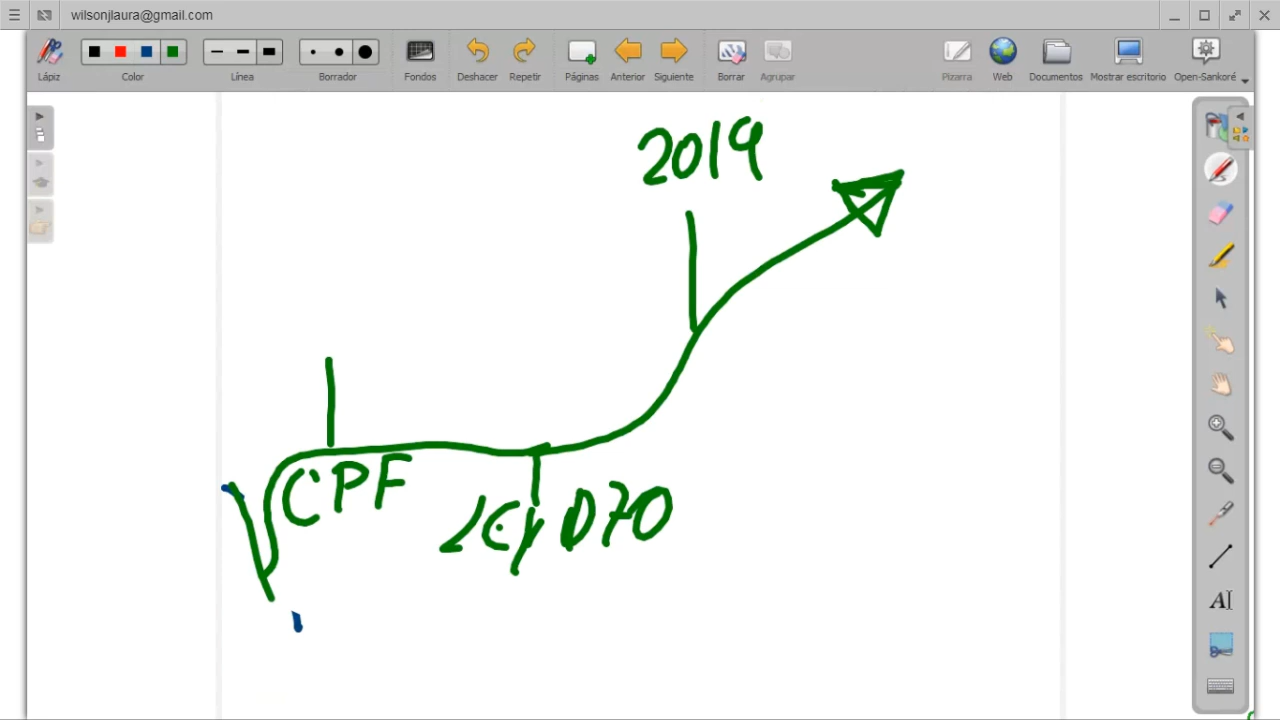 wilsonjlaura@gmail.com
Lápiz Color Línea Borrador Fondos Deshacer Repetir Páginas Anterior Siguiente Borrar Agrupar Pizarra Web Documentos Mostrar escritorio Open-Sankoré
2019
CPF
LEY 070